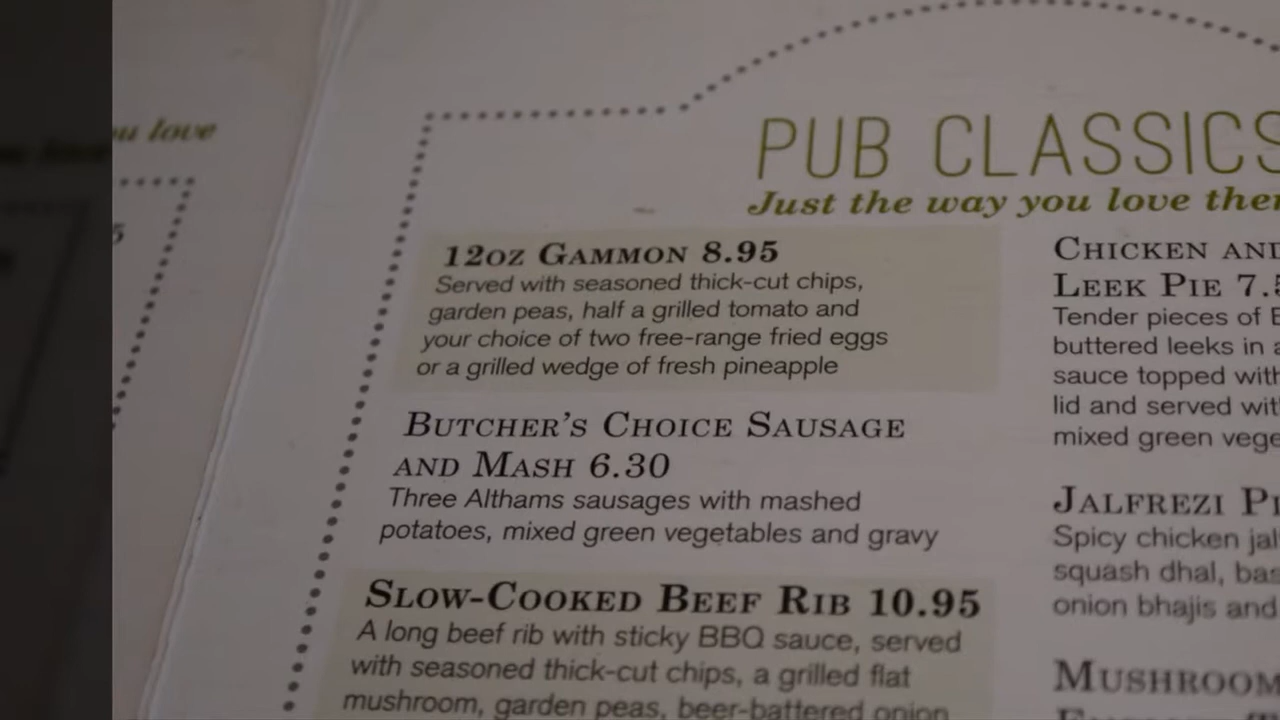 ou love
PUB CLASSICS
Just the way you love
12oz GAMMON 8.95
Served with seasoned thick-cut chips,
garden peas, half a grilled tomato and
your choice of two free-range fried eggs
or a grilled wedge of fresh pineapple
BUTCHER'S CHOICE SAUSAGE
AND MASH 6.30
Three Althams sausages with mashed
potatoes, mixed green vegetables and gravy
SLOW-COOKED BEEF RIB 10.95
A long beef rib with sticky BBQ sauce, served
with seasoned thick-cut chips, a grilled flat
mushroom, garden peas, beer-battered onion
CHICKEN AND
LEEK PIE 7.
Tender pieces of
buttered leeks in a
sauce topped with
lid and served with
mixed green
JALFREZI
Spicy chicken
squash dhal,
onion bhajis and
MUSHROOM